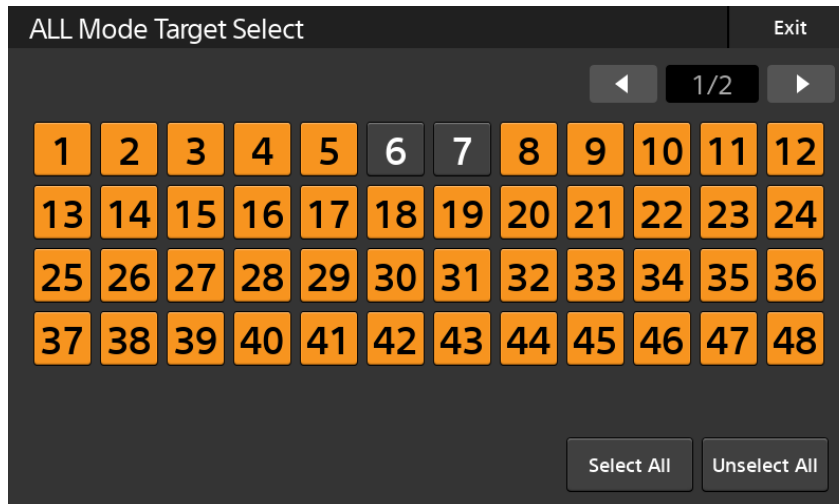 ALL Mode Target Select Exit
1/2
1 2 3 4 5 6 7 8 9 10 11 12
13 14 15 16 17 18 19 20 21 22 23 24
25 26 27 28 29 30 31 32 33 34 35 36
37 38 39 40 41 42 43 44 45 46 47 48
Select All Unselect All